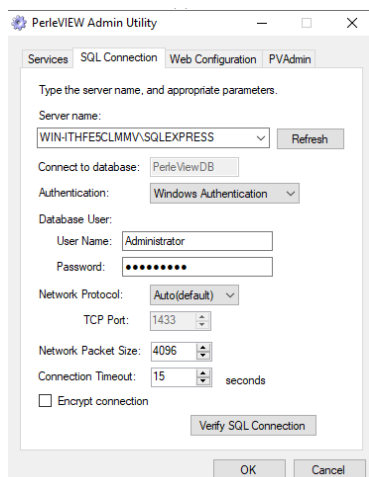 PerleVIEW Admin Utility
Services SQL Connection Web Configuration PVAdmin
Type the server name, and appropriate parameters.
Server name:
WIN-ITHFE5CLMMV\SQLEXPRESS Refresh
Connect to database: PerleViewDB
Authentication: Windows Authentication
Database User:
User Name: Administrator
Password: ●●●●●●●●●
Network Protocol: Auto(default)
TCP Port: 1433
Network Packet Size: 4096
Connection Timeout: 15 seconds
Encrypt connection
Verify SQL Connection
OK Cancel